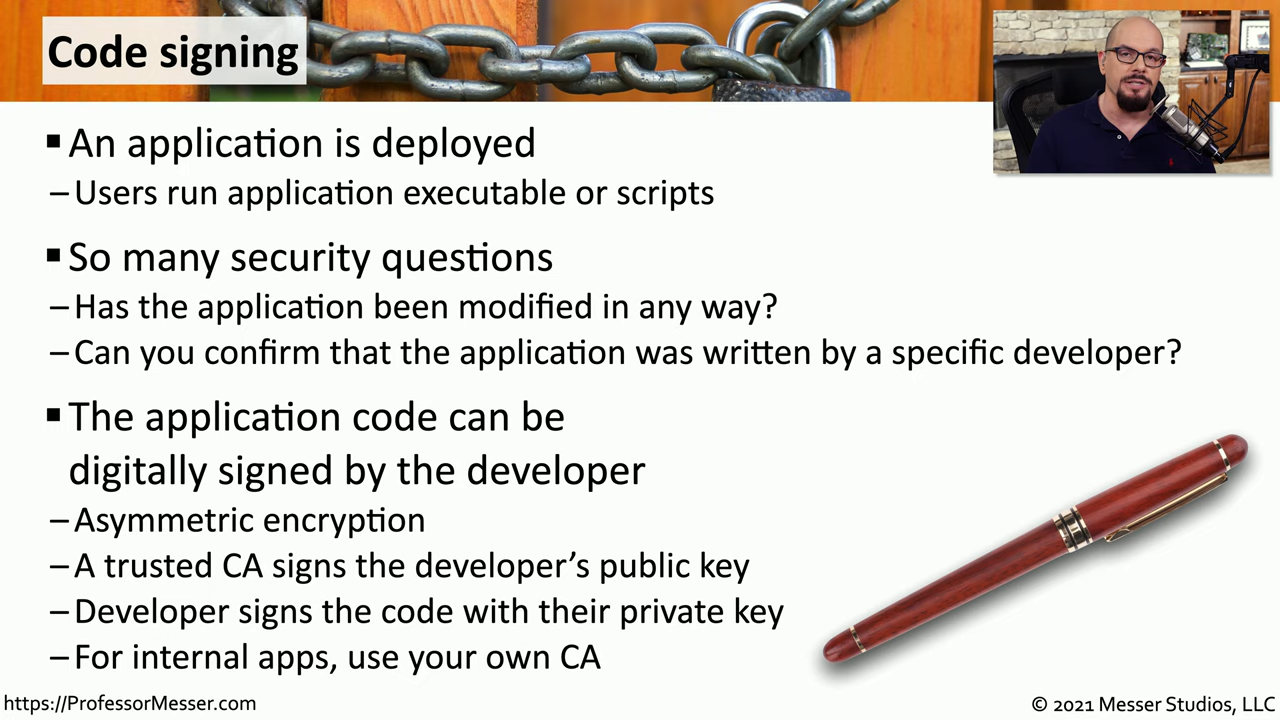 Code signing
▪ An application is deployed
– Users run application executable or scripts
▪ So many security questions
– Has the application been modified in any way?
– Can you confirm that the application was written by a specific developer?
▪ The application code can be
digitally signed by the developer
– Asymmetric encryption
– A trusted CA signs the developer’s public key
– Developer signs the code with their private key
– For internal apps, use your own CA
https://ProfessorMesser.com
© 2021 Messer Studios, LLC